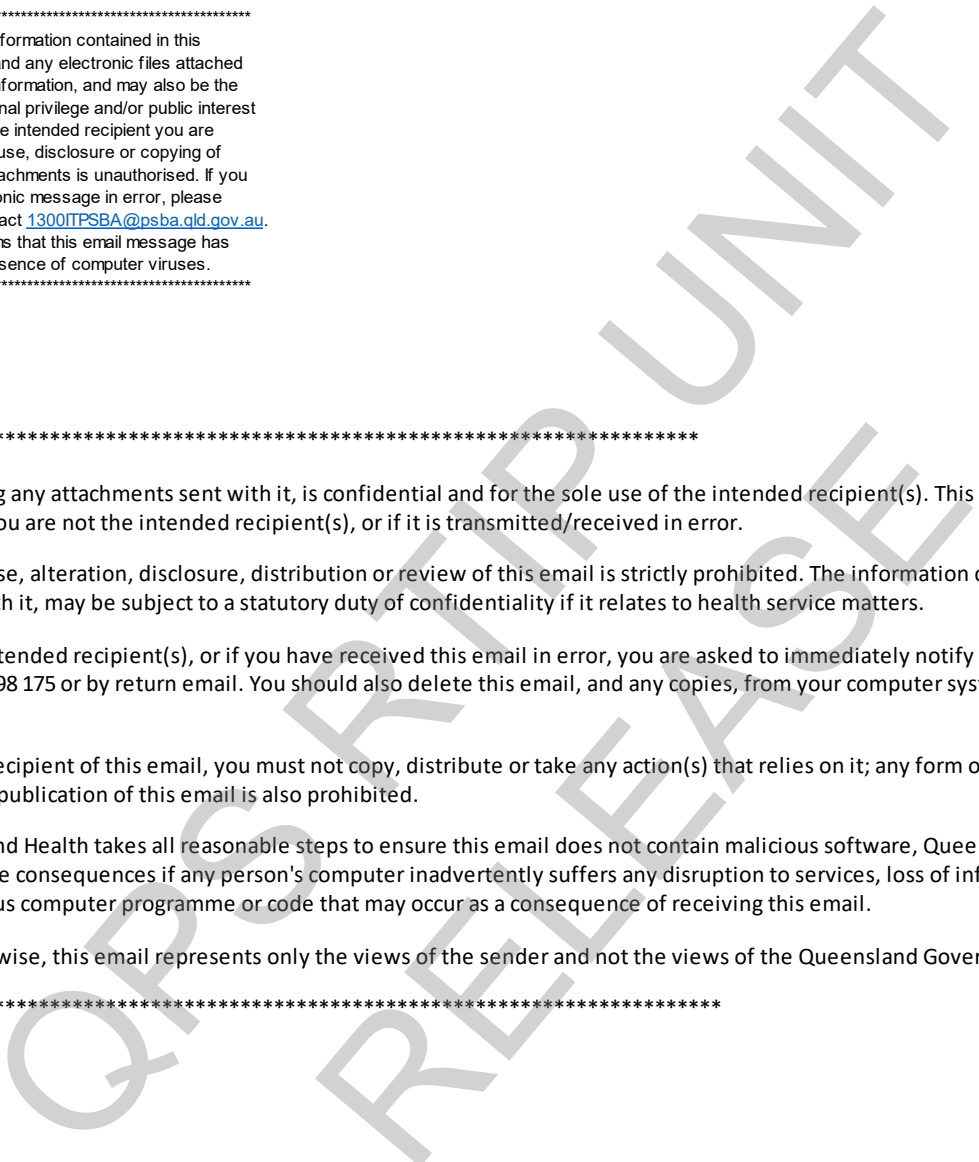 ****************************************
formation contained in this
and any electronic files attached
formation, and may also be the
nal privilege and/or public interest
e intended recipient you are
use, disclosure or copying of
tachments is unauthorised. If you
onic message in error, please
act 1300ITPSBA@psba.qld.gov.au.
ns that this email message has
sence of computer viruses.
****************************************
****************************************************************
g any attachments sent with it, is confidential and for the sole use of the intended recipient(s). This
ou are not the intended recipient(s), or if it is transmitted/received in error.
se, alteration, disclosure, distribution or review of this email is strictly prohibited. The information c
th it, may be subject to a statutory duty of confidentiality if it relates to health service matters.
tended recipient(s), or if you have received this email in error, you are asked to immediately notify
98 175 or by return email. You should also delete this email, and any copies, from your computer syst
ecipient of this email, you must not copy, distribute or take any action(s) that relies on it; any form o
publication of this email is also prohibited.
nd Health takes all reasonable steps to ensure this email does not contain malicious software, Quee
e consequences if any person's computer inadvertently suffers any disruption to services, loss of inf
us computer programme or code that may occur as a consequence of receiving this email.
wise, this email represents only the views of the sender and not the views of the Queensland Gover
******************************************************************
QPS RTIP UNIT
RELEASE